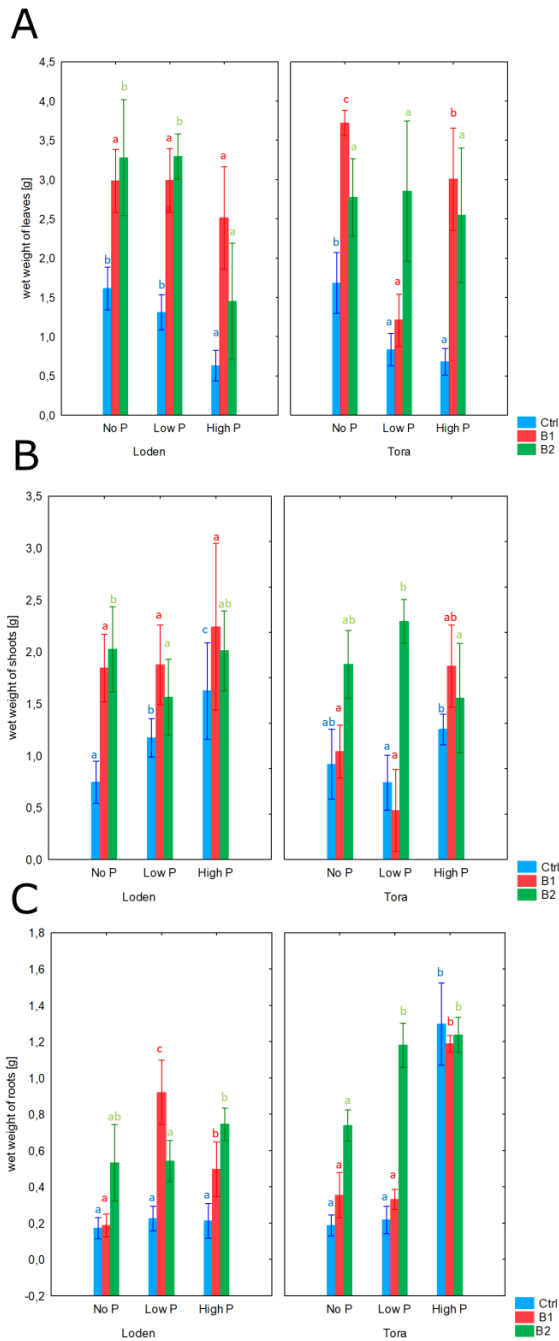 A
4,5
4,0
3,5
3,0
2,5
2,0
1,5
1,0
0,5
0,0
wet weight of leaves [g]
b a b b a b a a a
a
b c a a a a a b a
No P Low P High P No P Low P High P
Loden Tora
Ctrl
B1
B2
B
3,5
3,0
2,5
2,0
1,5
1,0
0,5
0,0
wet weight of shoots [g]
a a b b a a c a ab
ab a ab a a b b ab a
No P Low P High P No P Low P High P
Loden Tora
Ctrl
B1
B2
C
1,8
1,6
1,4
1,2
1,0
0,8
0,6
0,4
0,2
0,0
-0,2
wet weight of roots [g]
a a ab a c a a b b
a a a a a b b b b
No P Low P High P No P Low P High P
Loden Tora
Ctrl
B1
B2